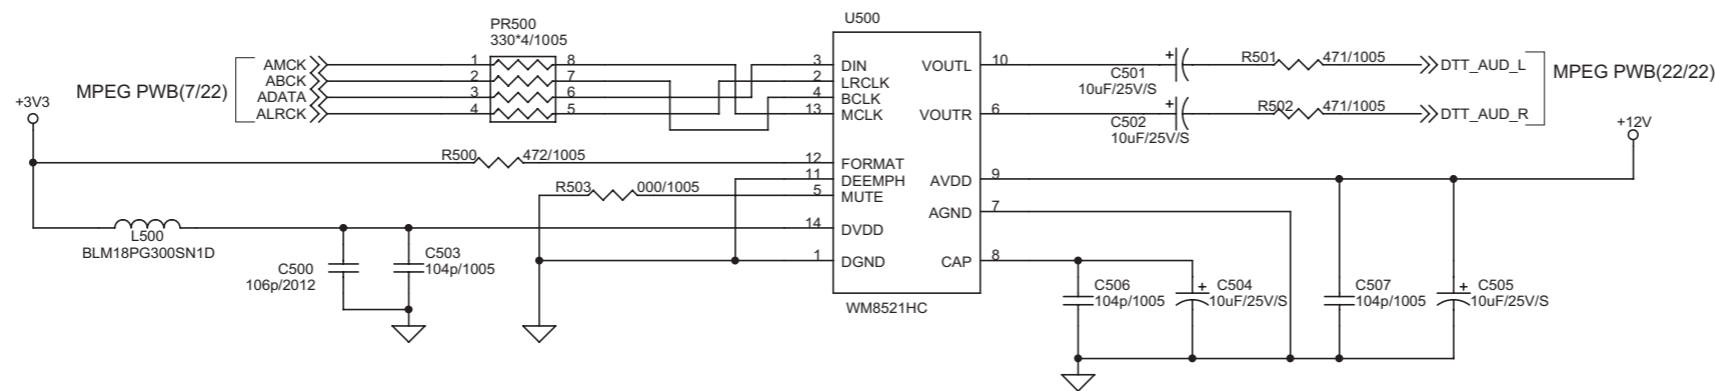 U500
PR500
330*4/1005
AMCK
ABCK
ADATA
ALRCK
MPEG PWB(7/22)
1 8
2 7
3 6
4 5
3 DIN
2 LRCLK
4 BCLK
13 MCLK
VOUTL 10
VOUTR 6
C501
10uF/25V/S
+
R501 471/1005
DTT_AUD_L
C502
10uF/25V/S
+
R502 471/1005
DTT_AUD_R
MPEG PWB(22/22)
+3V3
+12V
R500 472/1005
12 FORMAT
11 DEEMPH
5 MUTE
R503 000/1005
AVDD 9
AGND 7
14 DVDD
1 DGND
CAP 8
L500
BLM18PG300SN1D
C500
106p/2012
C503
104p/1005
C506
104p/1005
+ C504
10uF/25V/S
C507
104p/1005
+ C505
10uF/25V/S
WM8521HC